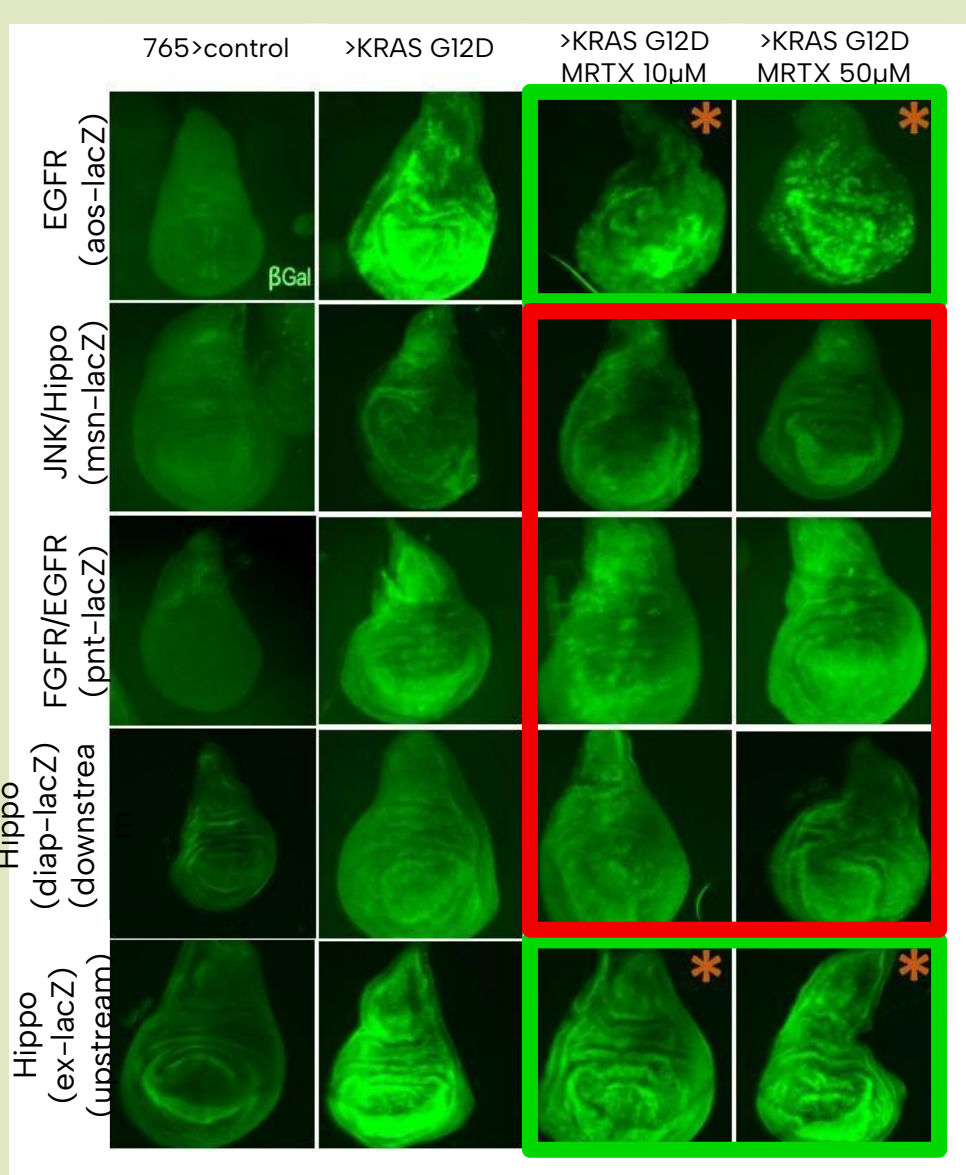 765>control
>KRAS G12D
>KRAS G12D
MRTX 10µM
>KRAS G12D
MRTX 50µM
EGFR
(aos-lacZ)
βGal
*
*
JNK/Hippo
(msn-lacZ)
FGFR/EGFR
(pnt-lacZ)
Hippo
(diap-lacZ)
(downstrea
m
Hippo
(ex-lacZ)
(upstream)
*
*